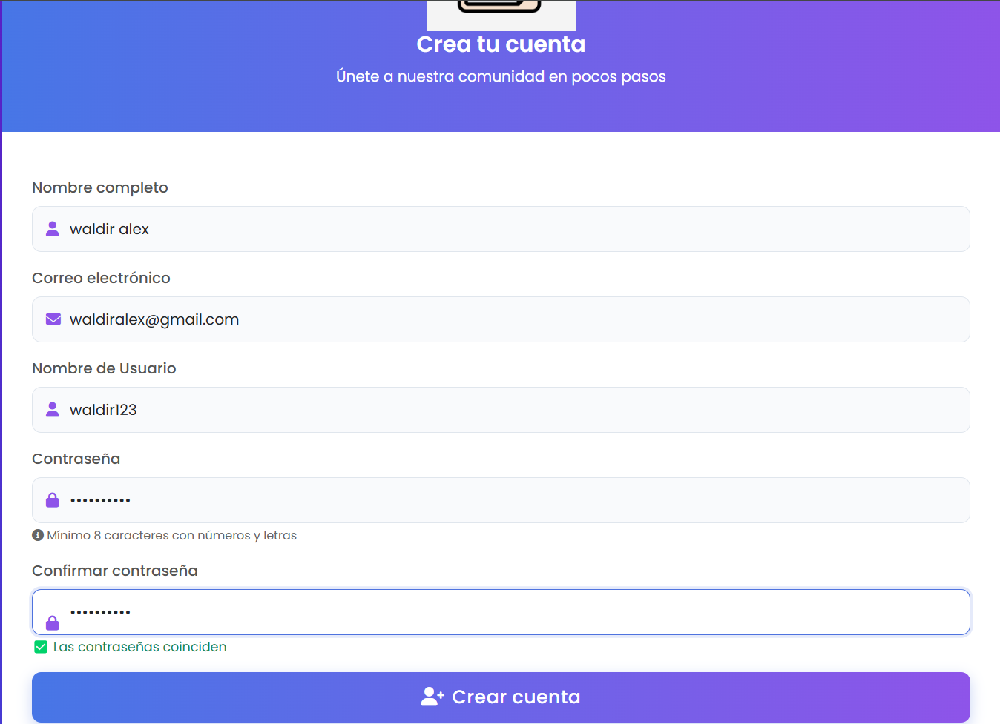 Crea tu cuenta
Únete a nuestra comunidad en pocos pasos
Nombre completo
waldir alex
Correo electrónico
waldiralex@gmail.com
Nombre de Usuario
waldir123
Contraseña
••••••••••
Mínimo 8 caracteres con números y letras
Confirmar contraseña
••••••••••
Las contraseñas coinciden
Crear cuenta